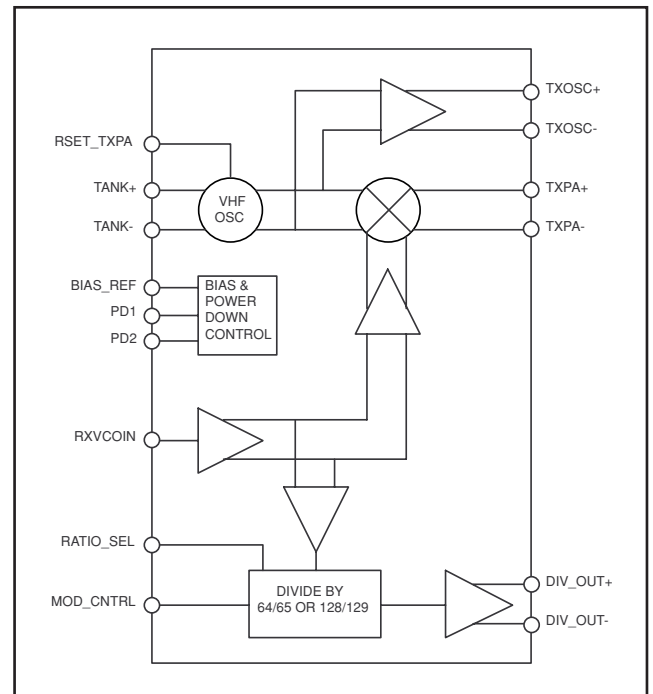 TXOSC+
TXOSC-
RSET_TXPA
TANK+
TANK-
VHF
OSC
TXPA+
TXPA-
BIAS_REF
PD1
PD2
BIAS &
POWER
DOWN
CONTROL
RXVCOIN
RATIO_SEL
MOD_CNTRL
DIVIDE BY
64/65 OR 128/129
DIV_OUT+
DIV_OUT-